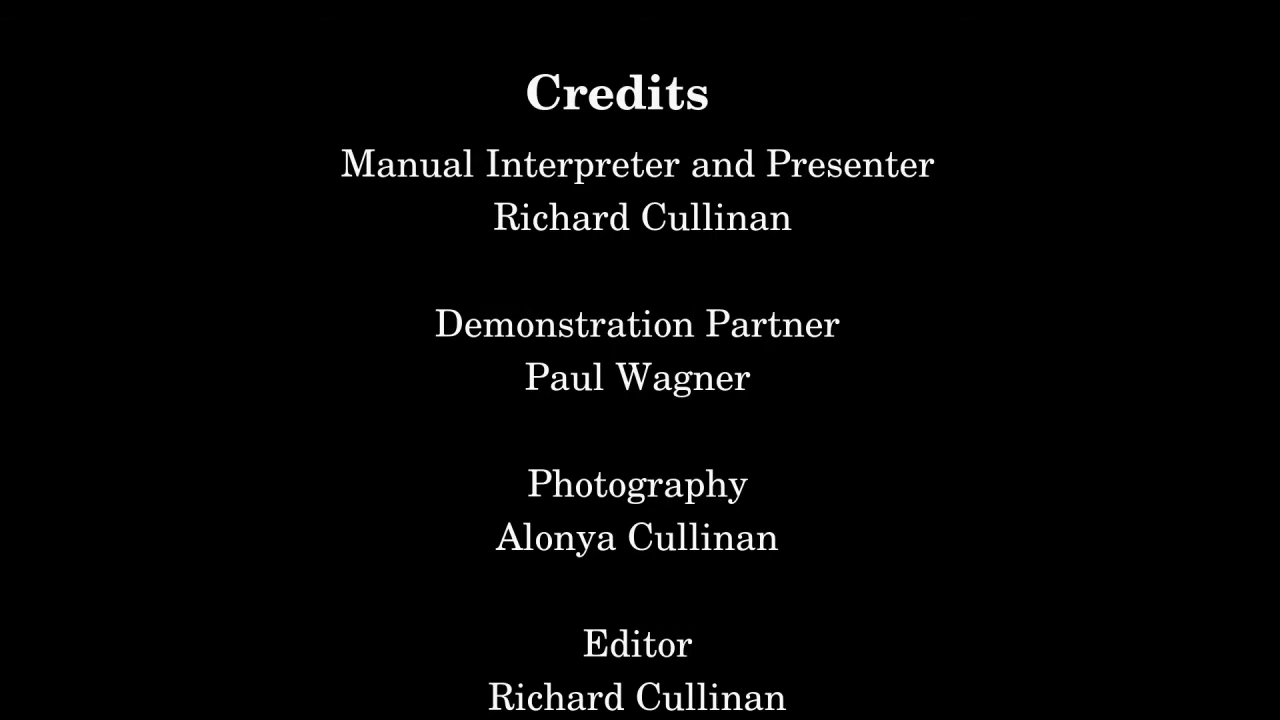 Credits
Manual Interpreter and Presenter
Richard Cullinan
Demonstration Partner
Paul Wagner
Photography
Alonya Cullinan
Editor
Richard Cullinan